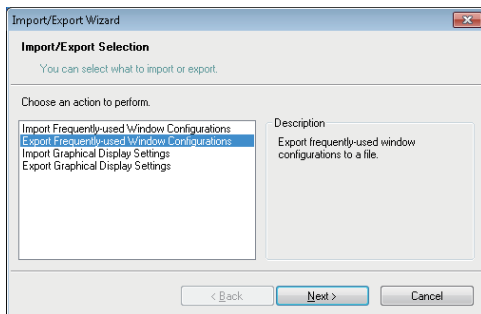 Import/Export Wizard
Import/Export Selection
You can select what to import or export.
Choose an action to perform.
Import Frequently-used Window Configurations
Export Frequently-used Window Configurations
Import Graphical Display Settings
Export Graphical Display Settings
Description
Export frequently-used window
configurations to a file.
< Back
Next >
Cancel